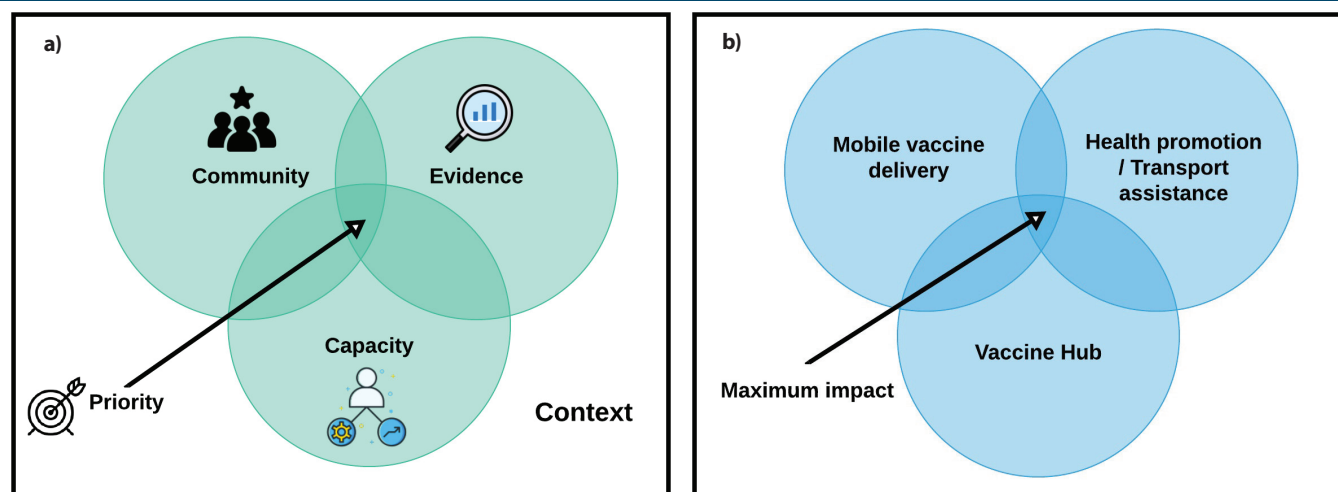 a)
Community
Evidence
Capacity
Priority
Context
b)
Mobile vaccine
delivery
Health promotion
/ Transport
assistance
Vaccine Hub
Maximum impact